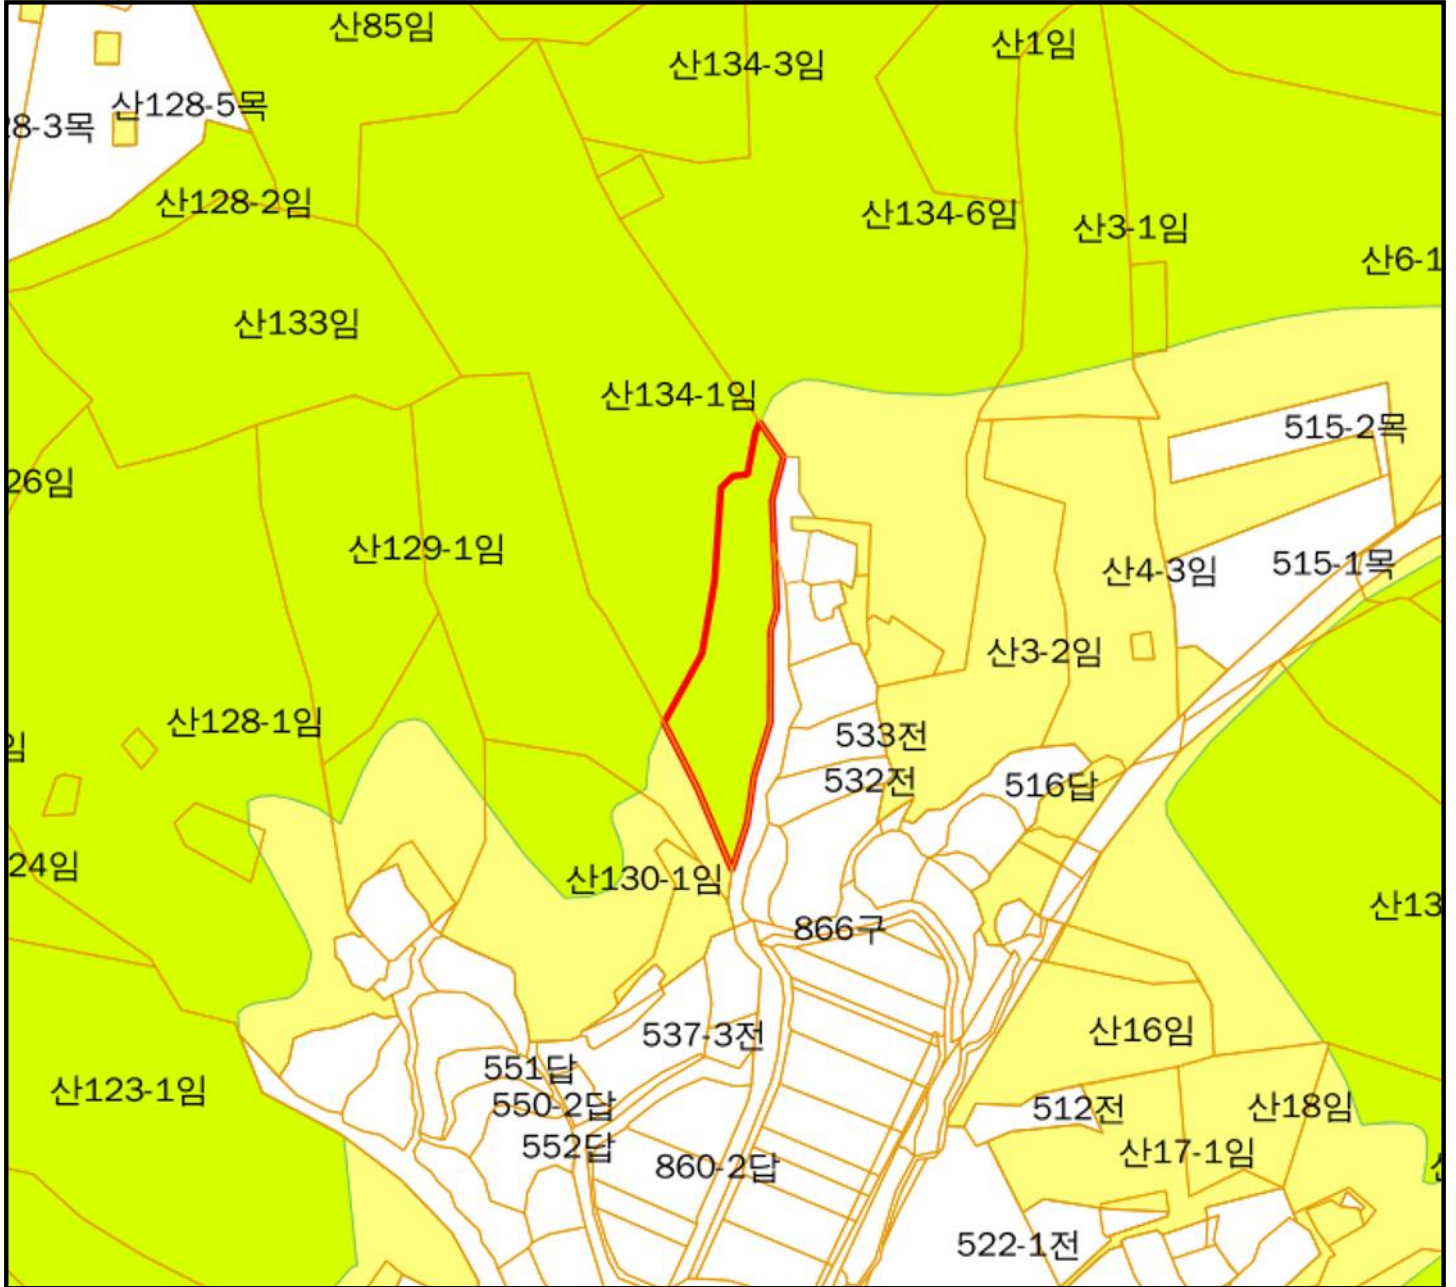 산85임
산134-3임
산1임
산128-5목
28-3목
산128-2임
산134-6임
산3-1임
산6-1
산133임
산134-1임
515-2목
26임
산129-1임
산4-3임
515-1목
산3-2임
산128-1임
임
533전
532전
516답
24임
산130-1임
산13
866구
537-3전
산16임
551답
산123-1임
550-2답
512전
산18임
552답
860-2답
산17-1임
522-1전